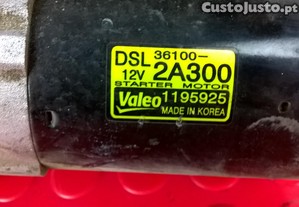 CustoJusto.pt
DSL 36100-
12V 2A300
STARTER MOTOR
Valeo 1195925
MADE IN KOREA